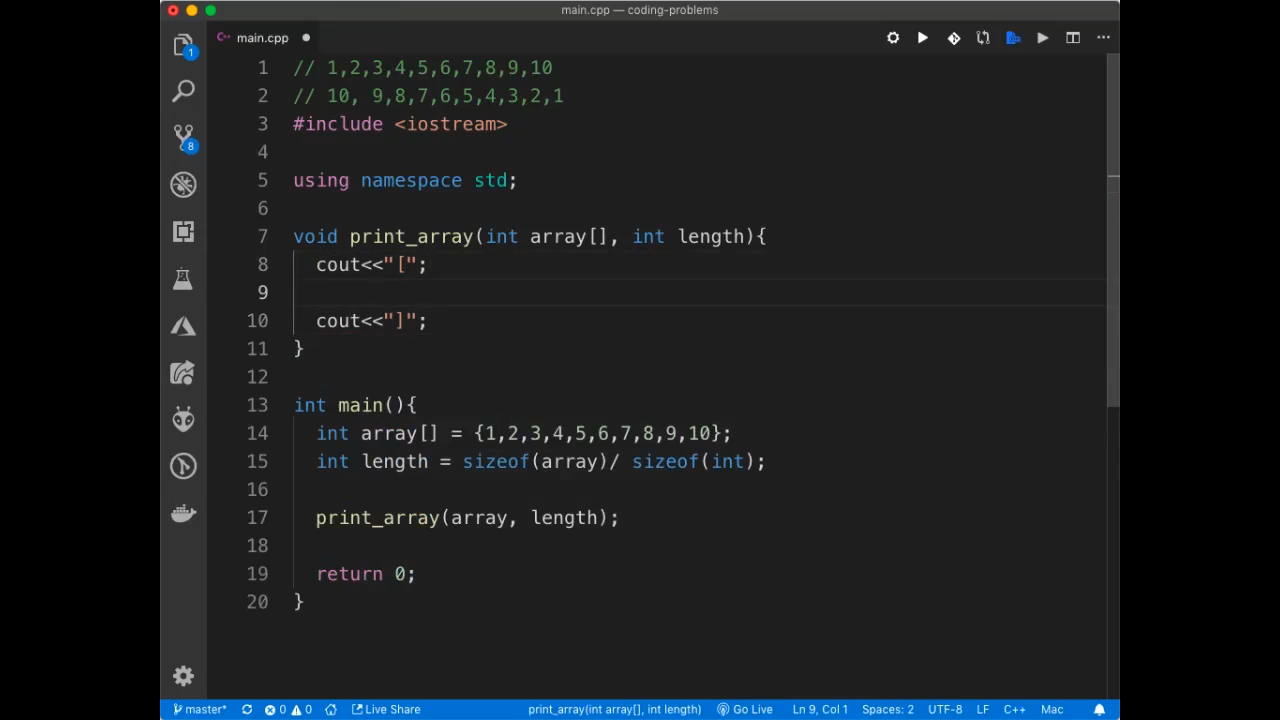 main.cpp — coding-problems
main.cpp
1
8
1 // 1,2,3,4,5,6,7,8,9,10
2 // 10, 9,8,7,6,5,4,3,2,1
3 #include <iostream>
4
5 using namespace std;
6
7 void print_array(int array[], int length){
8 cout<<"[";
9
10 cout<<"]";
11 }
12
13 int main(){
14 int array[] = {1,2,3,4,5,6,7,8,9,10};
15 int length = sizeof(array)/ sizeof(int);
16
17 print_array(array, length);
18
19 return 0;
20 }
master* 0 0 Live Share print_array(int array[], int length) Go Live Ln 9, Col 1 Spaces: 2 UTF-8 LF C++ Mac